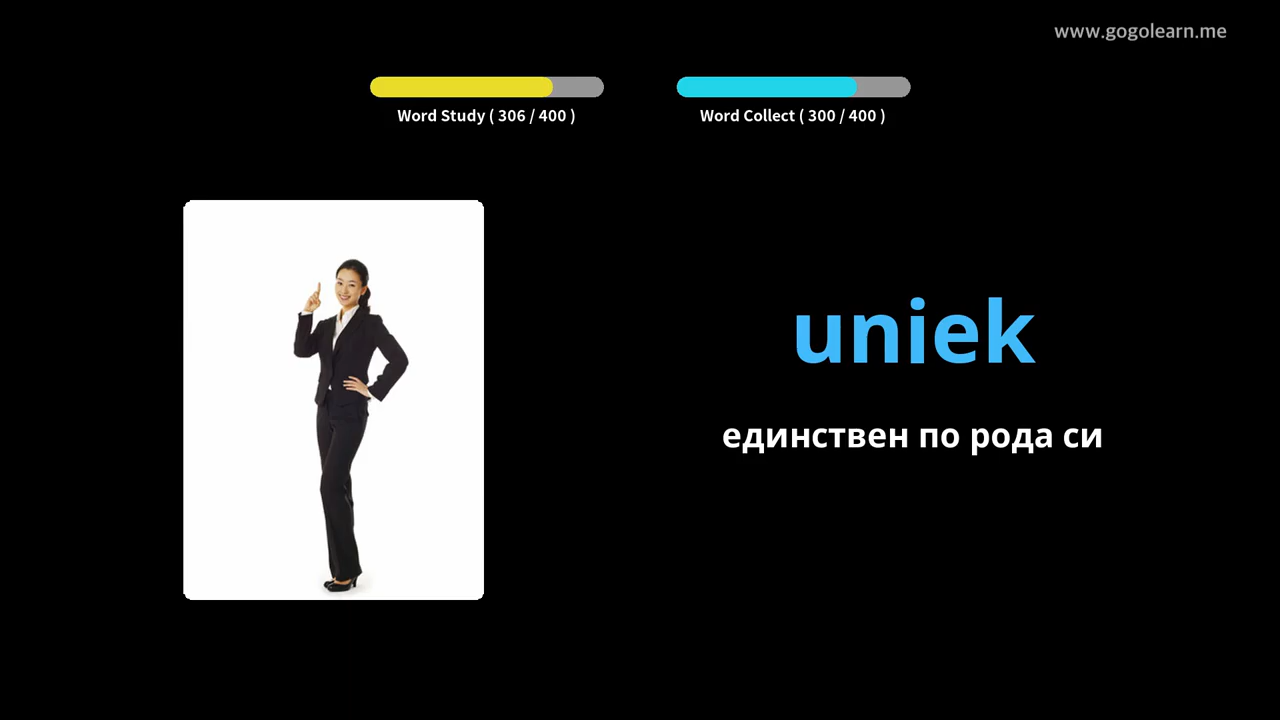 www.gogolearn.me
Word Study ( 306 / 400 )
Word Collect ( 300 / 400 )
uniek
единствен по рода си